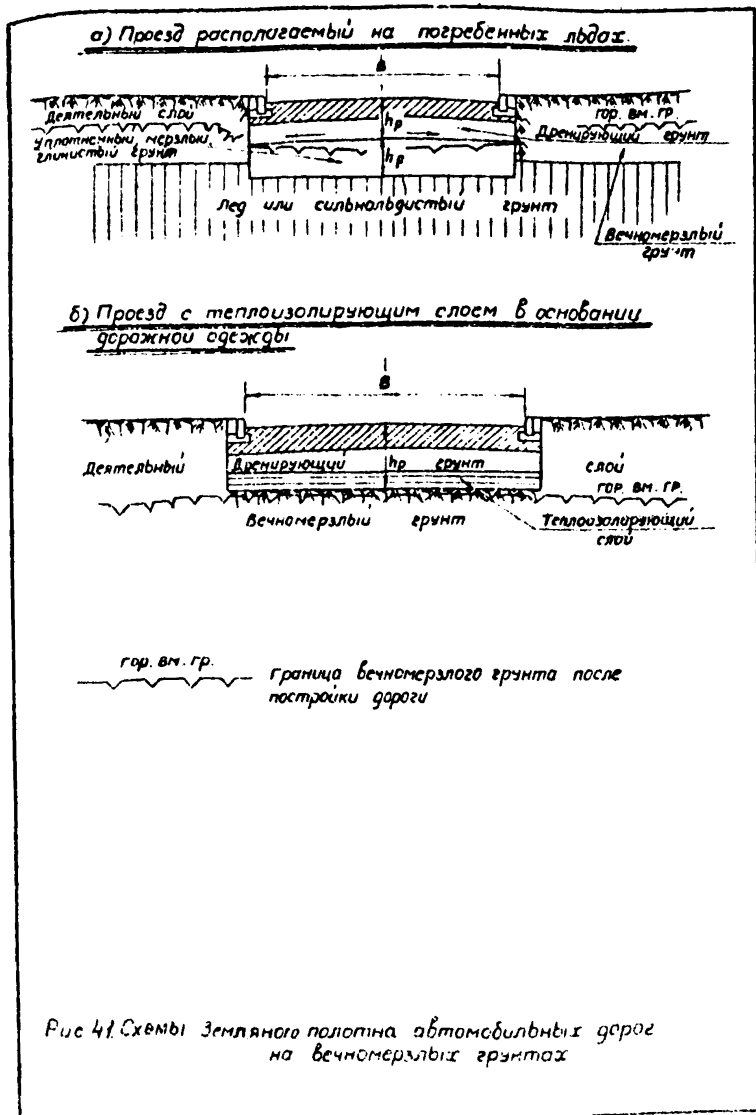 а) Проезд располагаемый на погребенных льдах.
В
Деятельный слой
гор. вм. гр.
hр
Дренирующий грунт
Уплотненный, мерзлый,
глинистый грунт
hр
Лед или сильнольдистый грунт
Вечномерзлый
грунт
б) Проезд с теплоизолирующим слоем в основании
дорожной одежды
В
Деятельный Дренирующий hр грунт слой
гор. вм. гр.
Вечномерзлый грунт
Теплоизолирующий
слой
гор. вм. гр.
Граница вечномерзлого грунта после
постройки дороги
Рис 41. Схемы Земляного полотна автомобильных дорог
на вечномерзлых грунтах